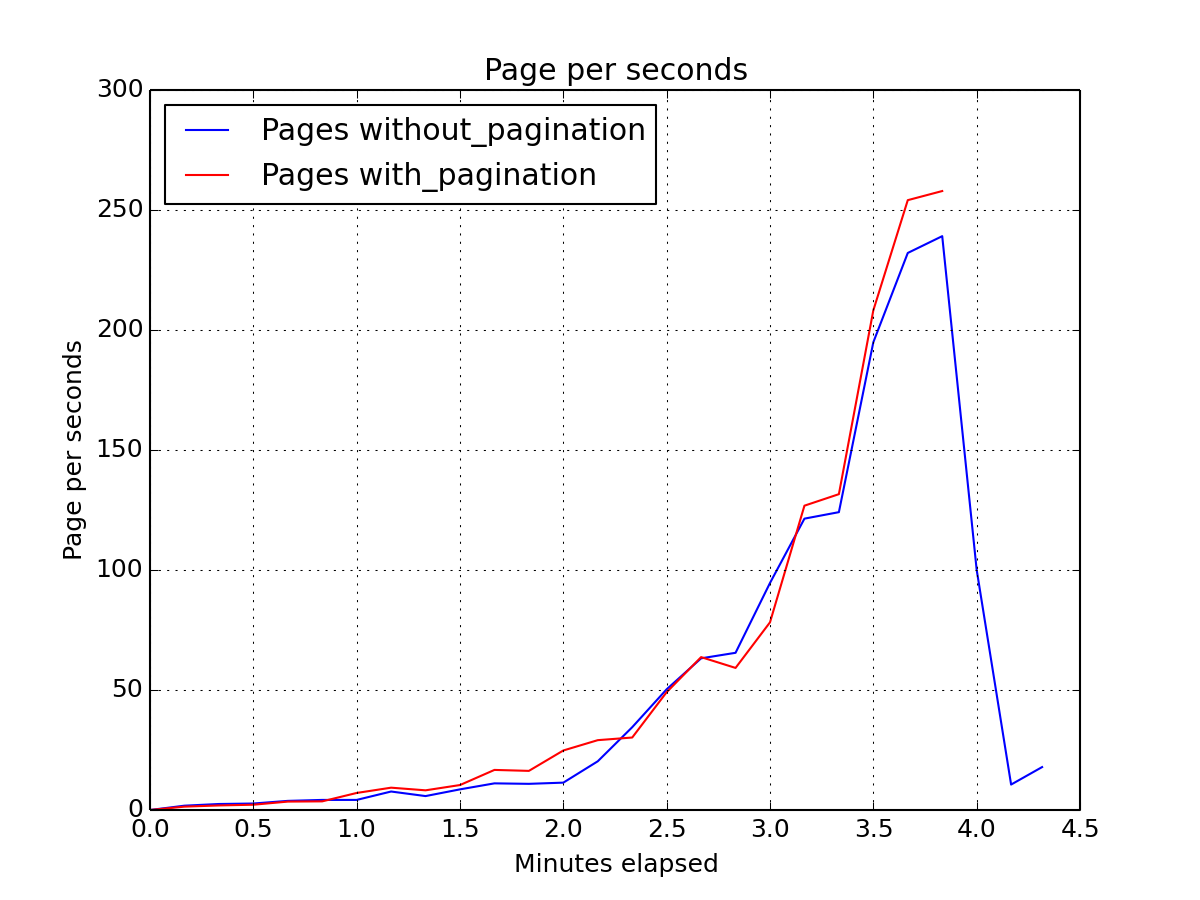 Page per seconds
Pages without_pagination
Pages with_pagination
300
250
200
150
100
50
0
Page per seconds
0.0 0.5 1.0 1.5 2.0 2.5 3.0 3.5 4.0 4.5
Minutes elapsed